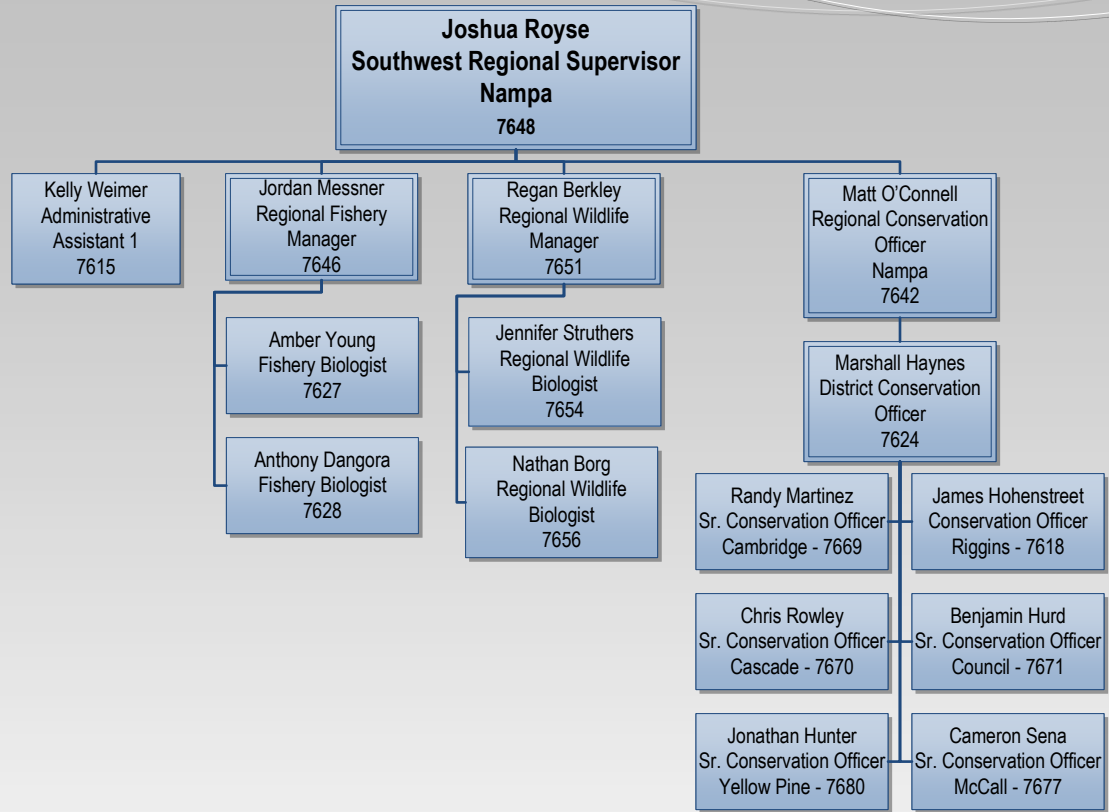 Joshua Royse
Southwest Regional Supervisor
Nampa
7648
Kelly Weimer
Administrative
Assistant 1
7615
Jordan Messner
Regional Fishery
Manager
7646
Regan Berkley
Regional Wildlife
Manager
7651
Matt O’Connell
Regional Conservation
Officer
Nampa
7642
Amber Young
Fishery Biologist
7627
Anthony Dangora
Fishery Biologist
7628
Jennifer Struthers
Regional Wildlife
Biologist
7654
Nathan Borg
Regional Wildlife
Biologist
7656
Marshall Haynes
District Conservation
Officer
7624
Randy Martinez
Sr. Conservation Officer
Cambridge - 7669
James Hohenstreet
Conservation Officer
Riggins - 7618
Chris Rowley
Sr. Conservation Officer
Cascade - 7670
Benjamin Hurd
Sr. Conservation Officer
Council - 7671
Jonathan Hunter
Sr. Conservation Officer
Yellow Pine - 7680
Cameron Sena
Sr. Conservation Officer
McCall - 7677